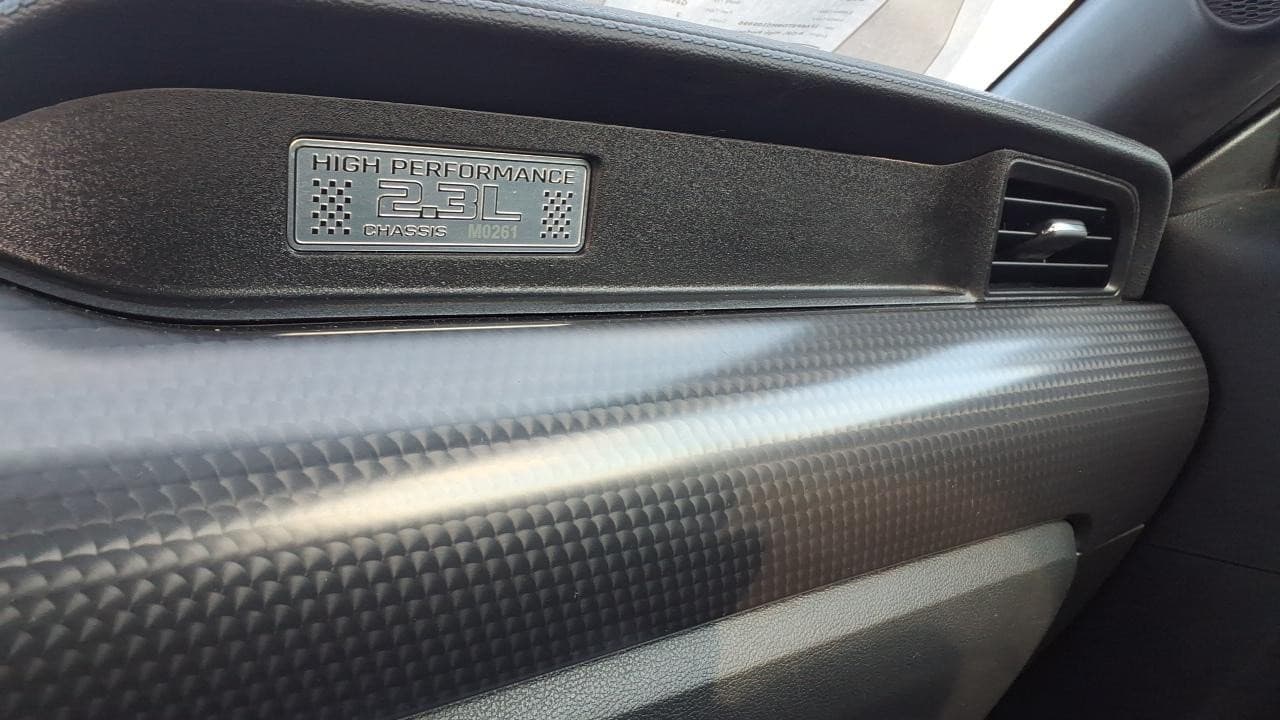 HIGH PERFORMANCE
2.3L
CHASSIS M0261